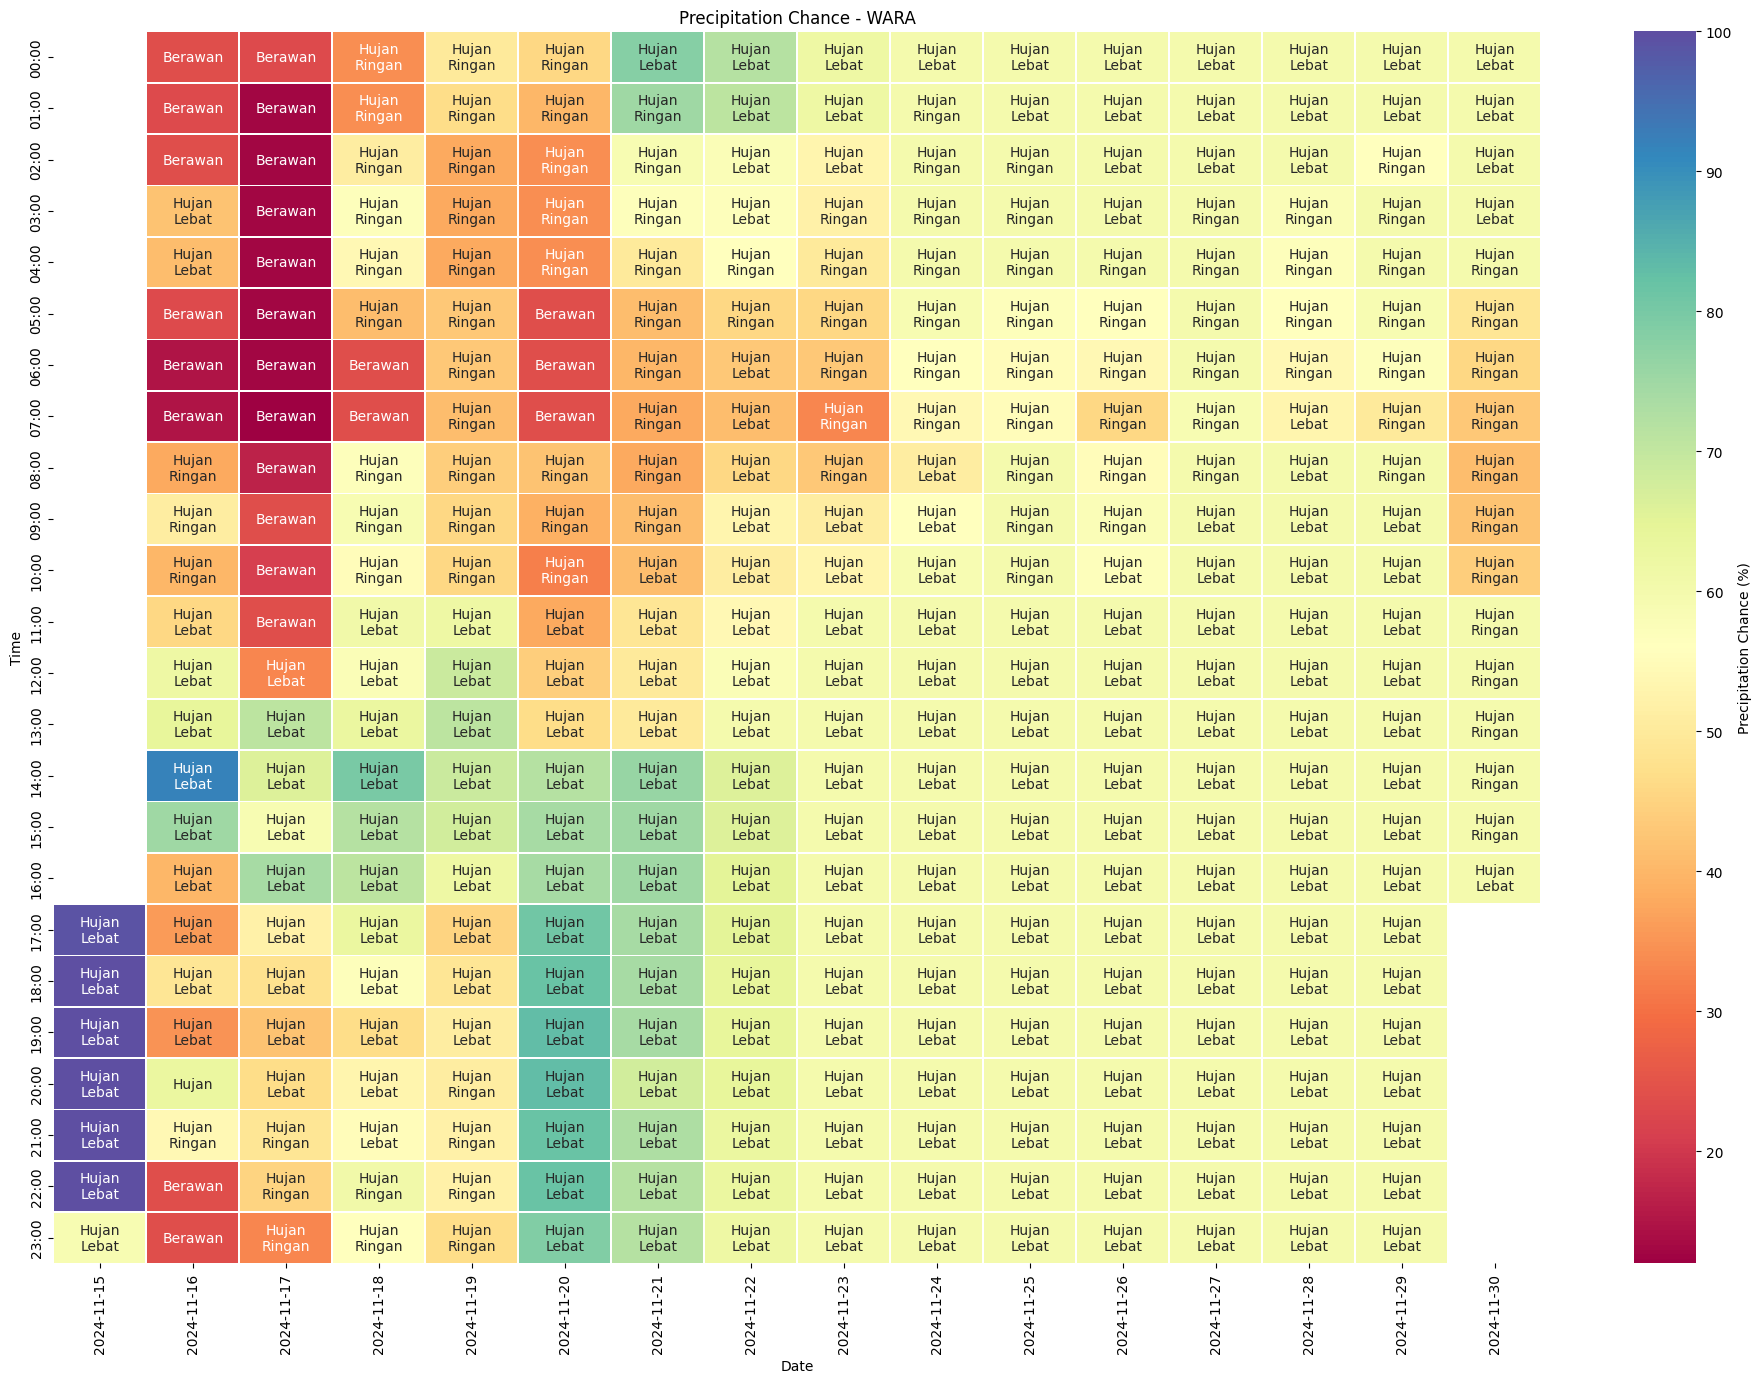 Precipitation Chance - WARA
00:00 Berawan Berawan Hujan Ringan Hujan Ringan Hujan Ringan Hujan Lebat Hujan Lebat Hujan Lebat Hujan Lebat Hujan Lebat Hujan Lebat Hujan Lebat Hujan Lebat Hujan Lebat Hujan Lebat
01:00 Berawan Berawan Hujan Ringan Hujan Ringan Hujan Ringan Hujan Ringan Hujan Lebat Hujan Lebat Hujan Ringan Hujan Lebat Hujan Lebat Hujan Lebat Hujan Lebat Hujan Lebat Hujan Lebat
02:00 Berawan Berawan Hujan Ringan Hujan Ringan Hujan Ringan Hujan Ringan Hujan Lebat Hujan Lebat Hujan Ringan Hujan Ringan Hujan Lebat Hujan Lebat Hujan Lebat Hujan Ringan Hujan Lebat
03:00 Hujan Lebat Berawan Hujan Ringan Hujan Ringan Hujan Ringan Hujan Ringan Hujan Lebat Hujan Ringan Hujan Ringan Hujan Ringan Hujan Lebat Hujan Ringan Hujan Ringan Hujan Ringan Hujan Lebat
04:00 Hujan Lebat Berawan Hujan Ringan Hujan Ringan Hujan Ringan Hujan Ringan Hujan Ringan Hujan Ringan Hujan Ringan Hujan Ringan Hujan Ringan Hujan Ringan Hujan Ringan Hujan Ringan Hujan Ringan
05:00 Berawan Berawan Hujan Ringan Hujan Ringan Berawan Hujan Ringan Hujan Ringan Hujan Ringan Hujan Ringan Hujan Ringan Hujan Ringan Hujan Ringan Hujan Ringan Hujan Ringan Hujan Ringan
06:00 Berawan Berawan Berawan Hujan Ringan Berawan Hujan Ringan Hujan Lebat Hujan Ringan Hujan Ringan Hujan Ringan Hujan Ringan Hujan Ringan Hujan Ringan Hujan Ringan Hujan Ringan
07:00 Berawan Berawan Berawan Hujan Ringan Berawan Hujan Ringan Hujan Lebat Hujan Ringan Hujan Ringan Hujan Ringan Hujan Ringan Hujan Ringan Hujan Lebat Hujan Ringan Hujan Ringan
08:00 Hujan Ringan Berawan Hujan Ringan Hujan Ringan Hujan Ringan Hujan Ringan Hujan Lebat Hujan Ringan Hujan Lebat Hujan Ringan Hujan Ringan Hujan Ringan Hujan Lebat Hujan Ringan Hujan Ringan
09:00 Hujan Ringan Berawan Hujan Ringan Hujan Ringan Hujan Ringan Hujan Ringan Hujan Lebat Hujan Lebat Hujan Lebat Hujan Ringan Hujan Ringan Hujan Lebat Hujan Lebat Hujan Lebat Hujan Ringan
10:00 Hujan Ringan Berawan Hujan Ringan Hujan Ringan Hujan Ringan Hujan Lebat Hujan Lebat Hujan Lebat Hujan Lebat Hujan Ringan Hujan Lebat Hujan Lebat Hujan Lebat Hujan Lebat Hujan Ringan
11:00 Hujan Lebat Berawan Hujan Lebat Hujan Lebat Hujan Lebat Hujan Lebat Hujan Lebat Hujan Lebat Hujan Lebat Hujan Lebat Hujan Lebat Hujan Lebat Hujan Lebat Hujan Lebat Hujan Ringan
12:00 Hujan Lebat Hujan Lebat Hujan Lebat Hujan Lebat Hujan Lebat Hujan Lebat Hujan Lebat Hujan Lebat Hujan Lebat Hujan Lebat Hujan Lebat Hujan Lebat Hujan Lebat Hujan Lebat Hujan Ringan
13:00 Hujan Lebat Hujan Lebat Hujan Lebat Hujan Lebat Hujan Lebat Hujan Lebat Hujan Lebat Hujan Lebat Hujan Lebat Hujan Lebat Hujan Lebat Hujan Lebat Hujan Lebat Hujan Lebat Hujan Ringan
14:00 Hujan Lebat Hujan Lebat Hujan Lebat Hujan Lebat Hujan Lebat Hujan Lebat Hujan Lebat Hujan Lebat Hujan Lebat Hujan Lebat Hujan Lebat Hujan Lebat Hujan Lebat Hujan Lebat Hujan Ringan
15:00 Hujan Lebat Hujan Lebat Hujan Lebat Hujan Lebat Hujan Lebat Hujan Lebat Hujan Lebat Hujan Lebat Hujan Lebat Hujan Lebat Hujan Lebat Hujan Lebat Hujan Lebat Hujan Lebat Hujan Ringan
16:00 Hujan Lebat Hujan Lebat Hujan Lebat Hujan Lebat Hujan Lebat Hujan Lebat Hujan Lebat Hujan Lebat Hujan Lebat Hujan Lebat Hujan Lebat Hujan Lebat Hujan Lebat Hujan Lebat Hujan Lebat
17:00 Hujan Lebat Hujan Lebat Hujan Lebat Hujan Lebat Hujan Lebat Hujan Lebat Hujan Lebat Hujan Lebat Hujan Lebat Hujan Lebat Hujan Lebat Hujan Lebat Hujan Lebat Hujan Lebat Hujan Lebat
18:00 Hujan Lebat Hujan Lebat Hujan Lebat Hujan Lebat Hujan Lebat Hujan Lebat Hujan Lebat Hujan Lebat Hujan Lebat Hujan Lebat Hujan Lebat Hujan Lebat Hujan Lebat Hujan Lebat Hujan Lebat
19:00 Hujan Lebat Hujan Lebat Hujan Lebat Hujan Lebat Hujan Lebat Hujan Lebat Hujan Lebat Hujan Lebat Hujan Lebat Hujan Lebat Hujan Lebat Hujan Lebat Hujan Lebat Hujan Lebat Hujan Lebat
20:00 Hujan Lebat Hujan Hujan Lebat Hujan Lebat Hujan Ringan Hujan Lebat Hujan Lebat Hujan Lebat Hujan Lebat Hujan Lebat Hujan Lebat Hujan Lebat Hujan Lebat Hujan Lebat Hujan Lebat
21:00 Hujan Lebat Hujan Ringan Hujan Ringan Hujan Lebat Hujan Ringan Hujan Lebat Hujan Lebat Hujan Lebat Hujan Lebat Hujan Lebat Hujan Lebat Hujan Lebat Hujan Lebat Hujan Lebat Hujan Lebat
22:00 Hujan Lebat Berawan Hujan Ringan Hujan Ringan Hujan Ringan Hujan Lebat Hujan Lebat Hujan Lebat Hujan Lebat Hujan Lebat Hujan Lebat Hujan Lebat Hujan Lebat Hujan Lebat Hujan Lebat
23:00 Hujan Lebat Berawan Hujan Ringan Hujan Ringan Hujan Ringan Hujan Lebat Hujan Lebat Hujan Lebat Hujan Lebat Hujan Lebat Hujan Lebat Hujan Lebat Hujan Lebat Hujan Lebat Hujan Lebat
Time
2024-11-15 2024-11-16 2024-11-17 2024-11-18 2024-11-19 2024-11-20 2024-11-21 2024-11-22 2024-11-23 2024-11-24 2024-11-25 2024-11-26 2024-11-27 2024-11-28 2024-11-29 2024-11-30
Date
100
90
80
70
60
50
40
30
20
Precipitation Chance (%)